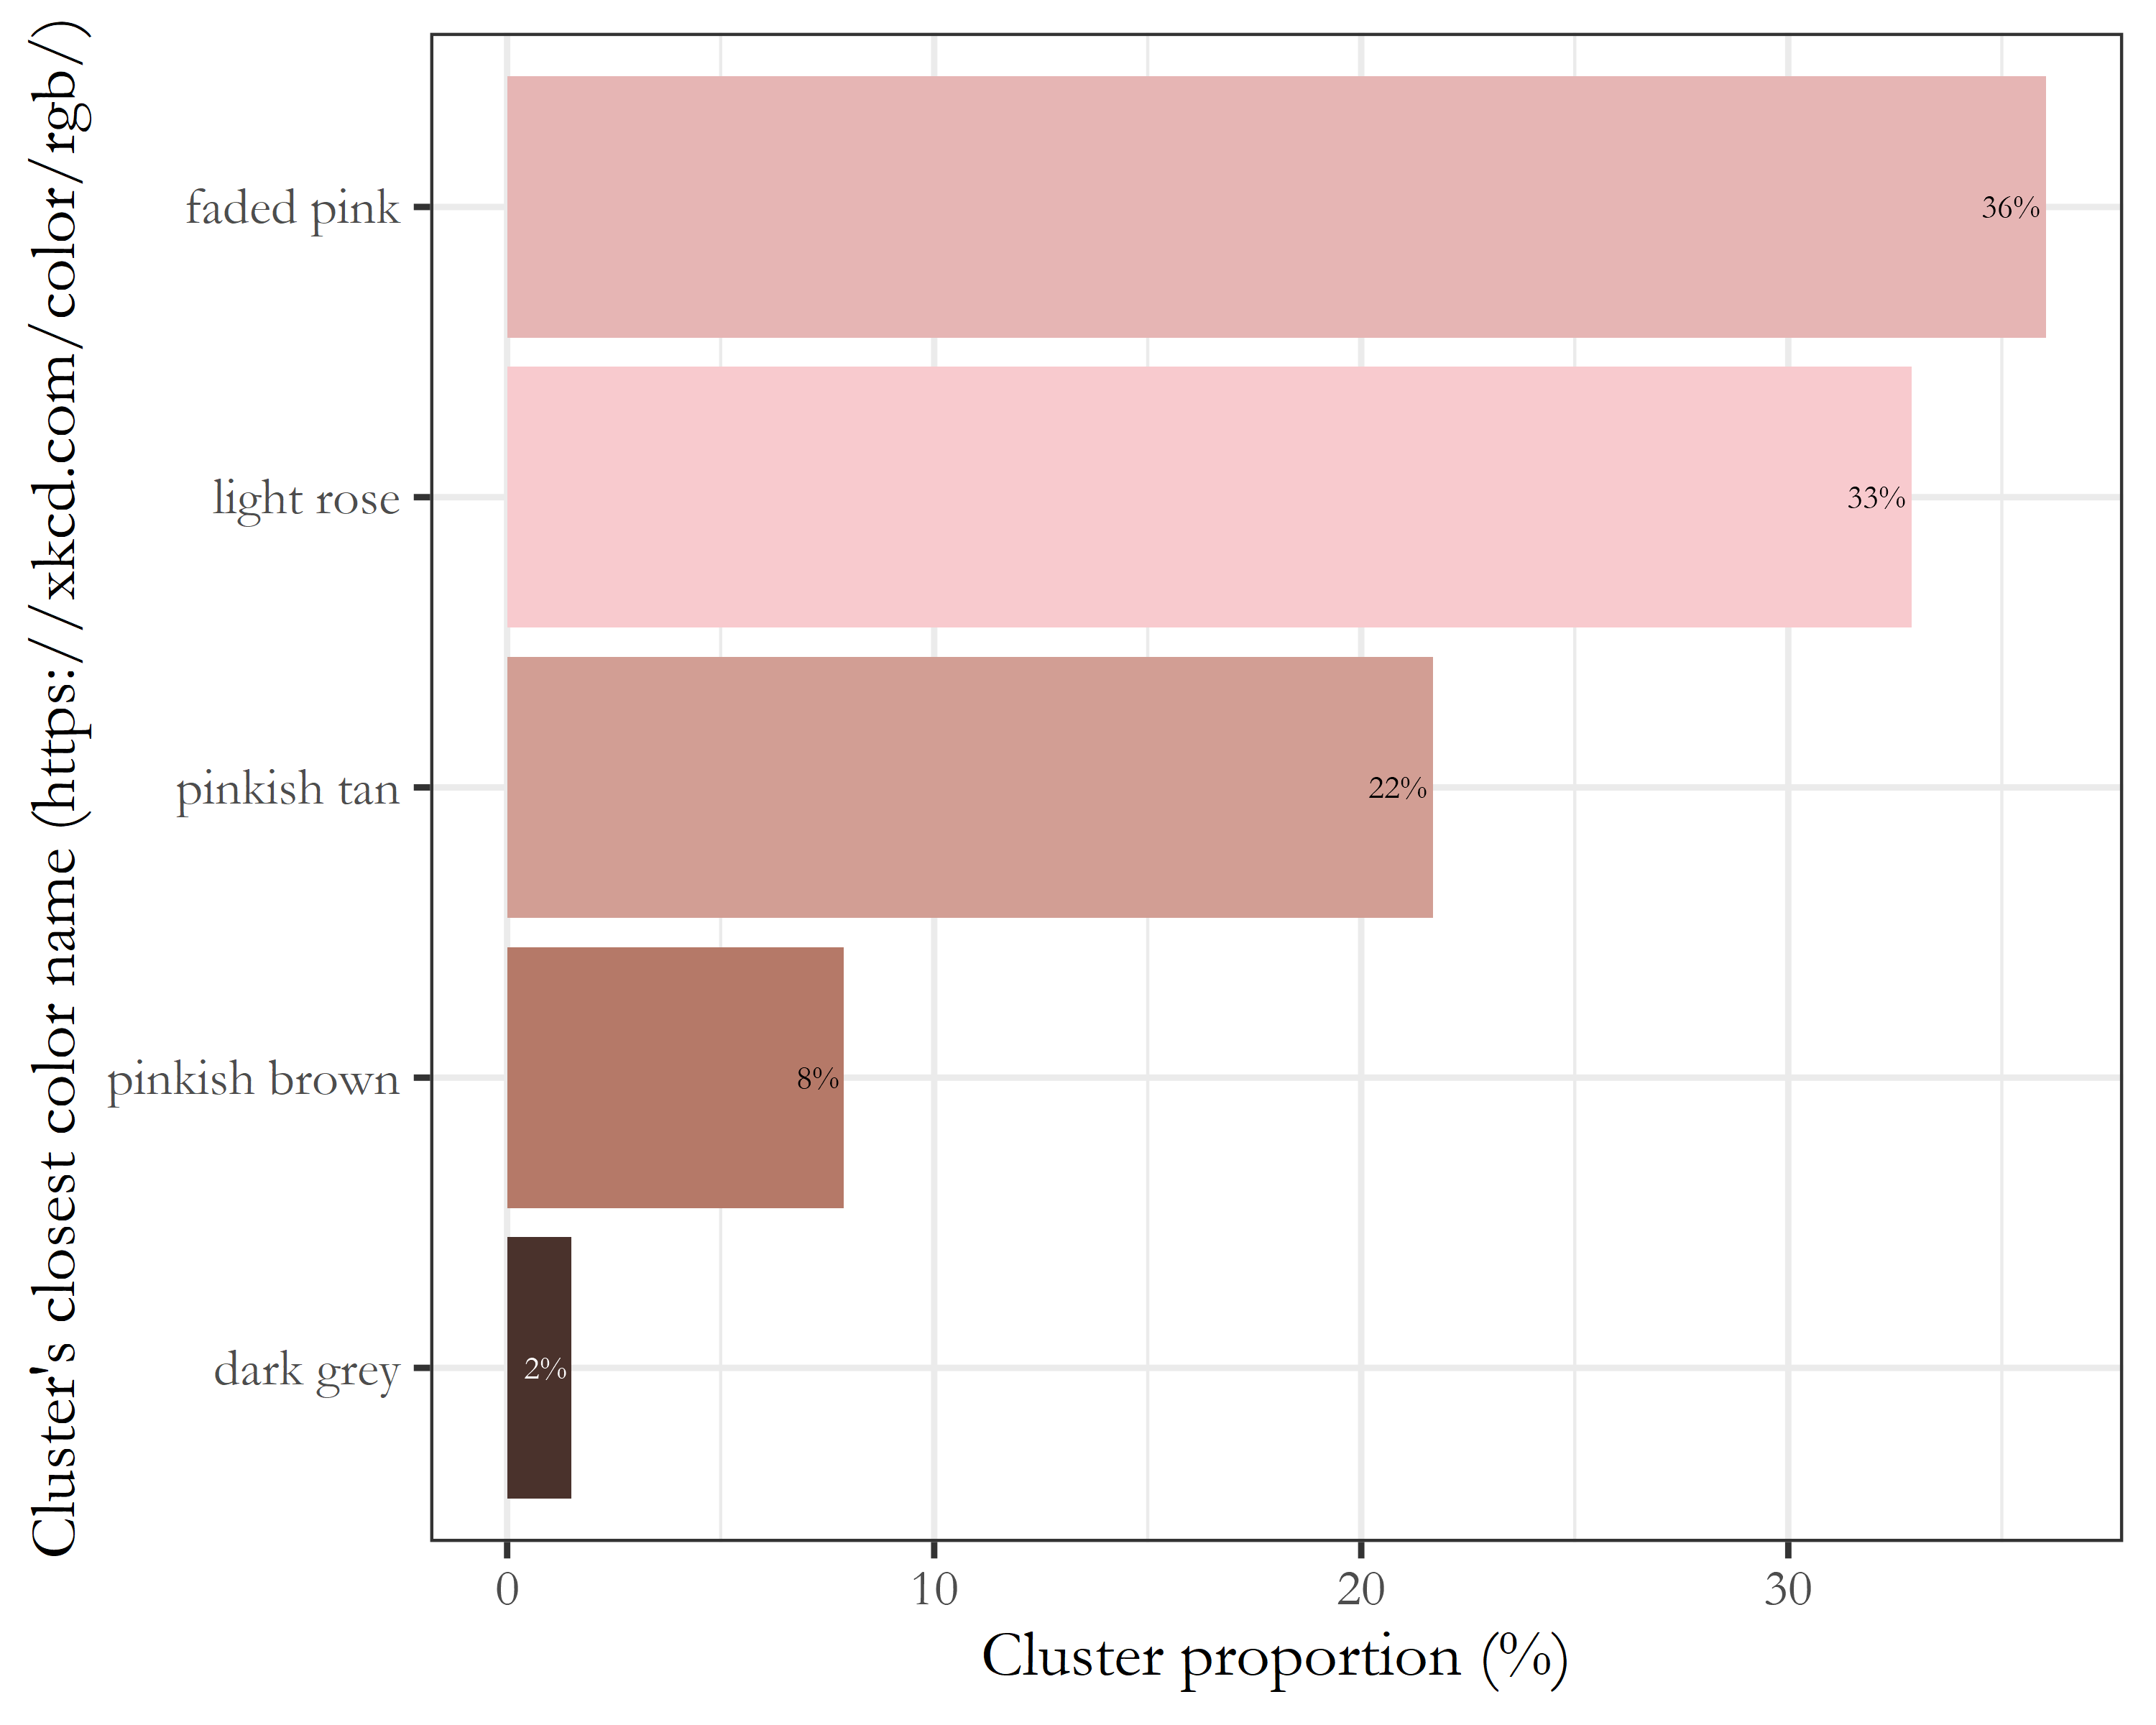 Cluster's closest color name (https://xkcd.com/color/rgb/)
faded pink
36%
light rose
33%
pinkish tan
22%
pinkish brown
8%
dark grey
2%
0 10 20 30
Cluster proportion (%)